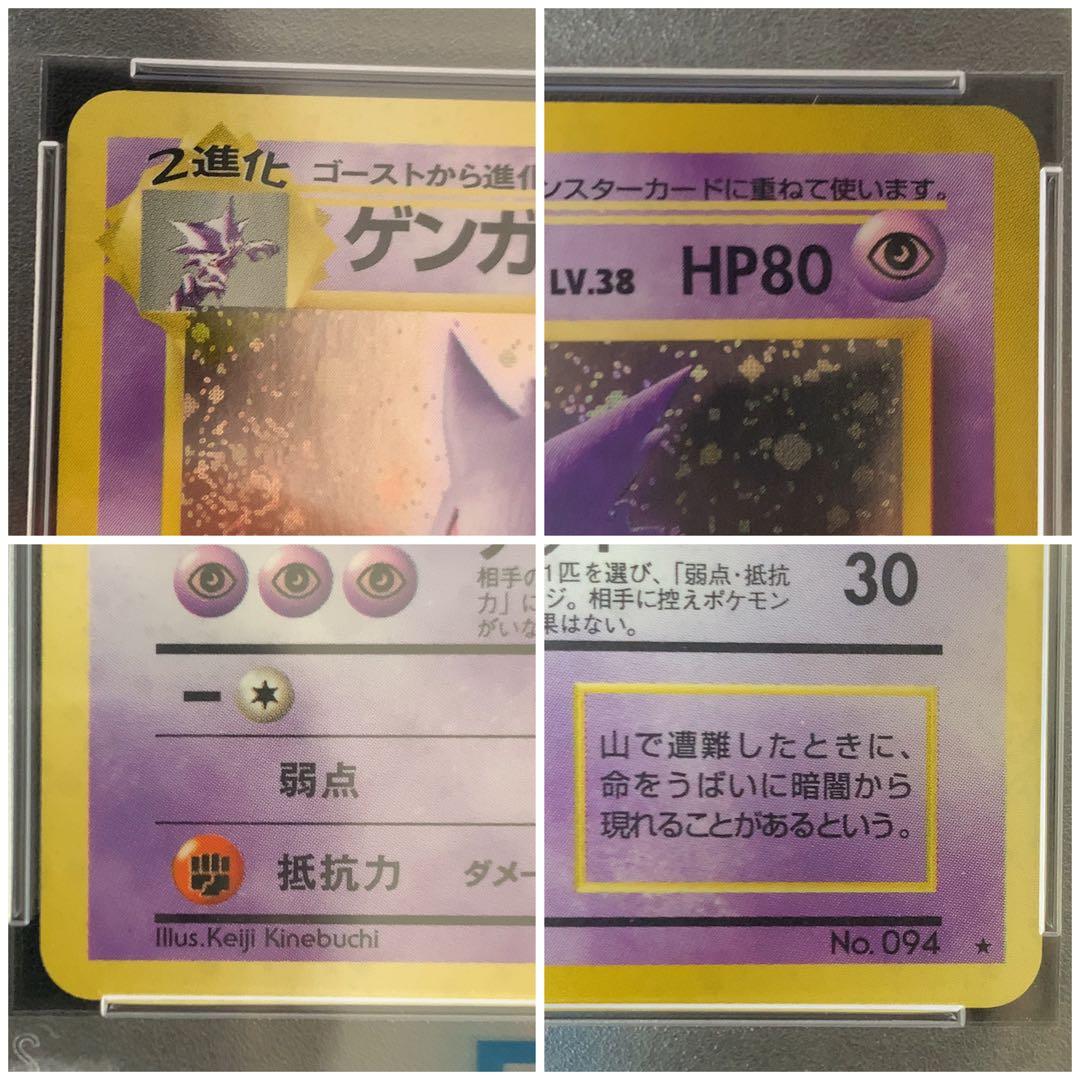 2進化 ゴーストから進化
ゲンガ
ンスターカードに重ねて使います。
LV.38 HP80
相手の
力」に
がいな
弱点
抵抗力 ダメー
Illus.Keiji Kinebuchi
1匹を選び、「弱点・抵抗
ジ。相手に控えポケモン
果はない。
30
山で遭難したときに、
命をうばいに暗闇から
現れることがあるという。
No. 094 ★